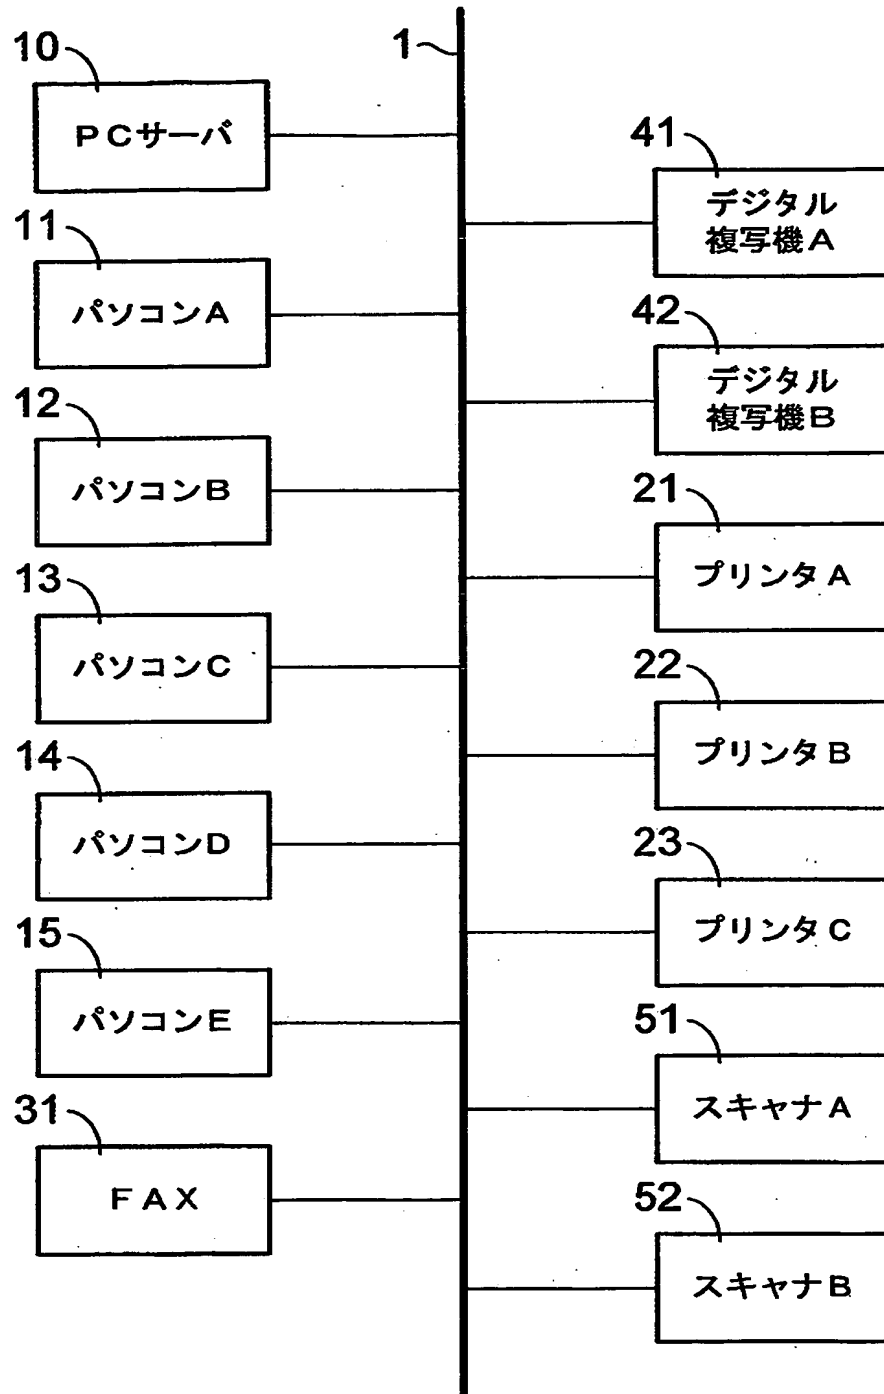 10
PCサーバ
11
パソコンA
12
パソコンB
13
パソコンC
14
パソコンD
15
パソコンE
31
FAX
1
41
デジタル
複写機A
42
デジタル
複写機B
21
プリンタA
22
プリンタB
23
プリンタC
51
スキャナA
52
スキャナB